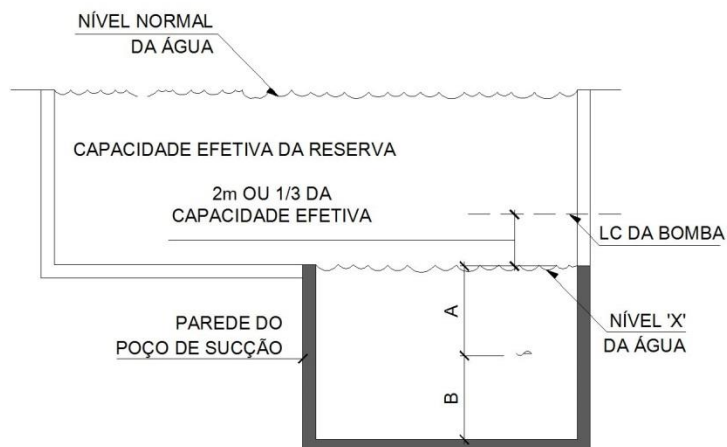 NÍVEL NORMAL
DA ÁGUA
CAPACIDADE EFETIVA DA RESERVA
2m OU 1/3 DA
CAPACIDADE EFETIVA
LC DA BOMBA
A
PAREDE DO
POÇO DE SUCÇÃO
NÍVEL 'X'
DA ÁGUA
B